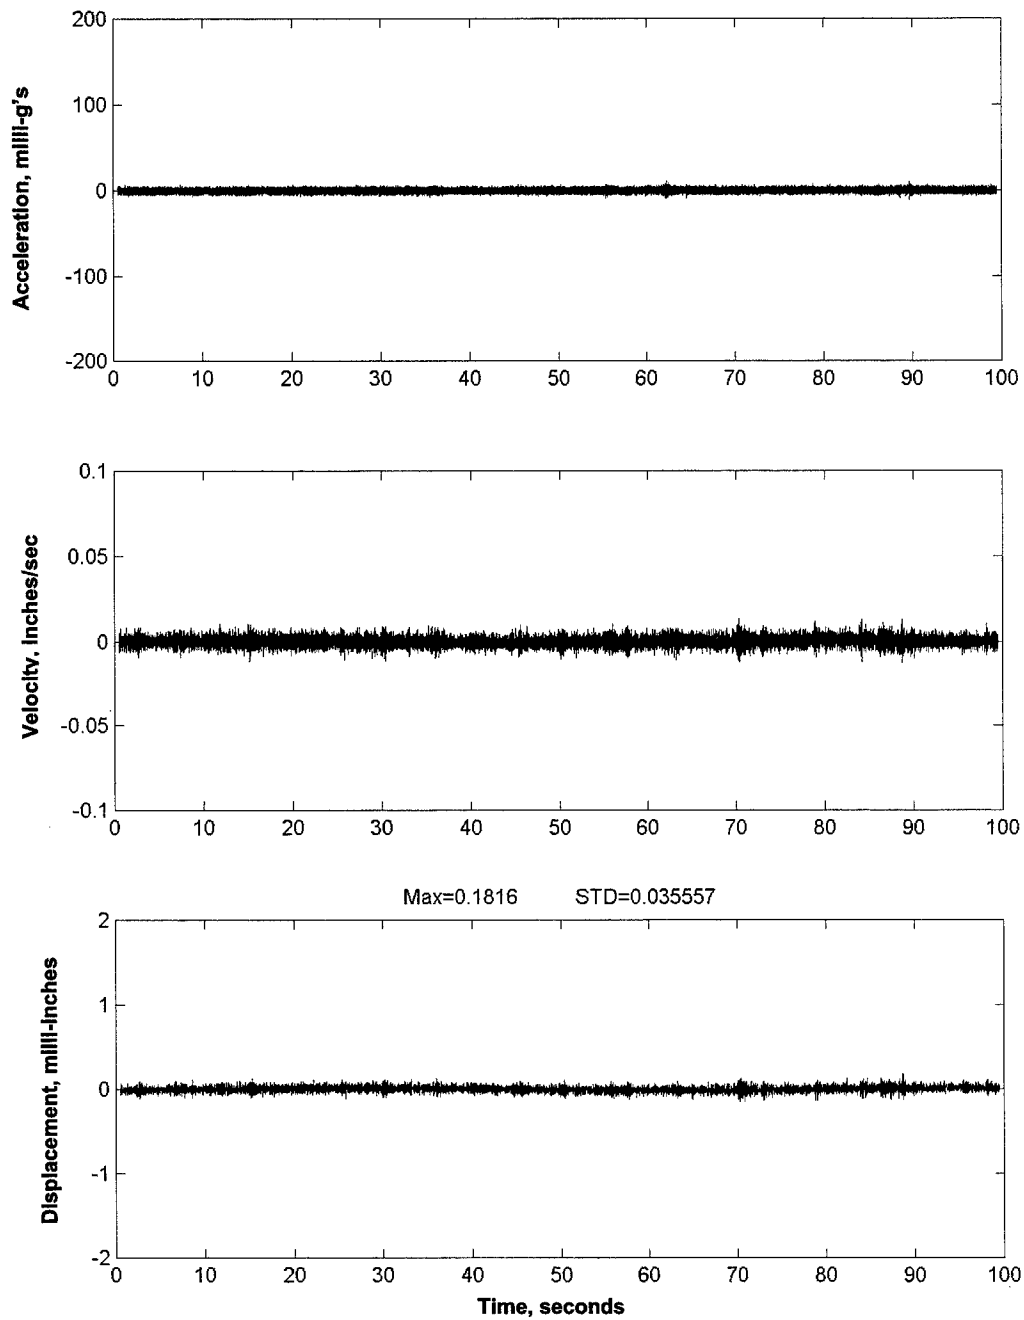 200
100
0
-100
-200
Acceleration, milli-g's
0 10 20 30 40 50 60 70 80 90 100
0.1
0.05
0
-0.05
-0.1
Velocity, inches/sec
0 10 20 30 40 50 60 70 80 90 100
Max=0.1816 STD=0.035557
2
1
0
-1
-2
Displacement, milli-inches
0 10 20 30 40 50 60 70 80 90 100
Time, seconds